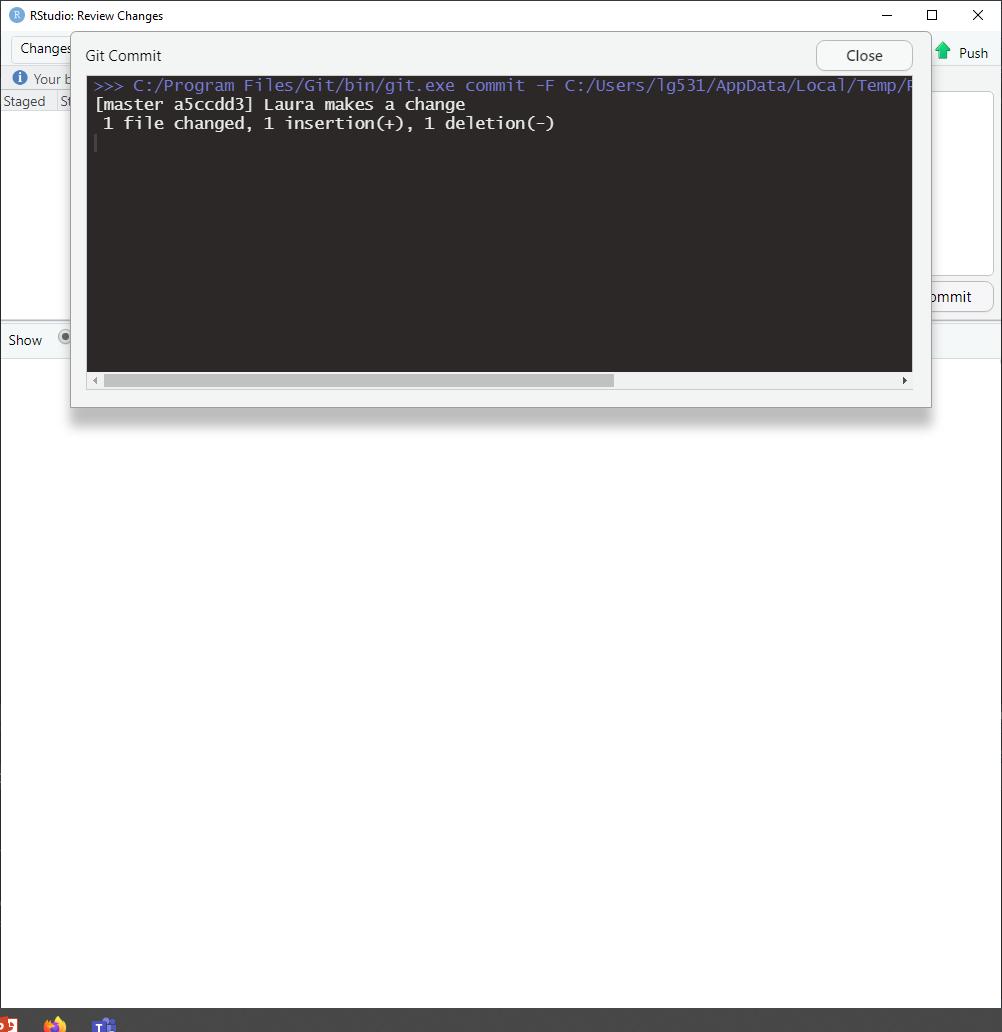 RStudio: Review Changes
Changes
Git Commit
Close
Push
Your b
Staged
St
>>> C:/Program Files/Git/bin/git.exe commit -F C:/Users/lg531/AppData/Local/Temp/R
[master a5ccdd3] Laura makes a change
1 file changed, 1 insertion(+), 1 deletion(-)
ommit
Show